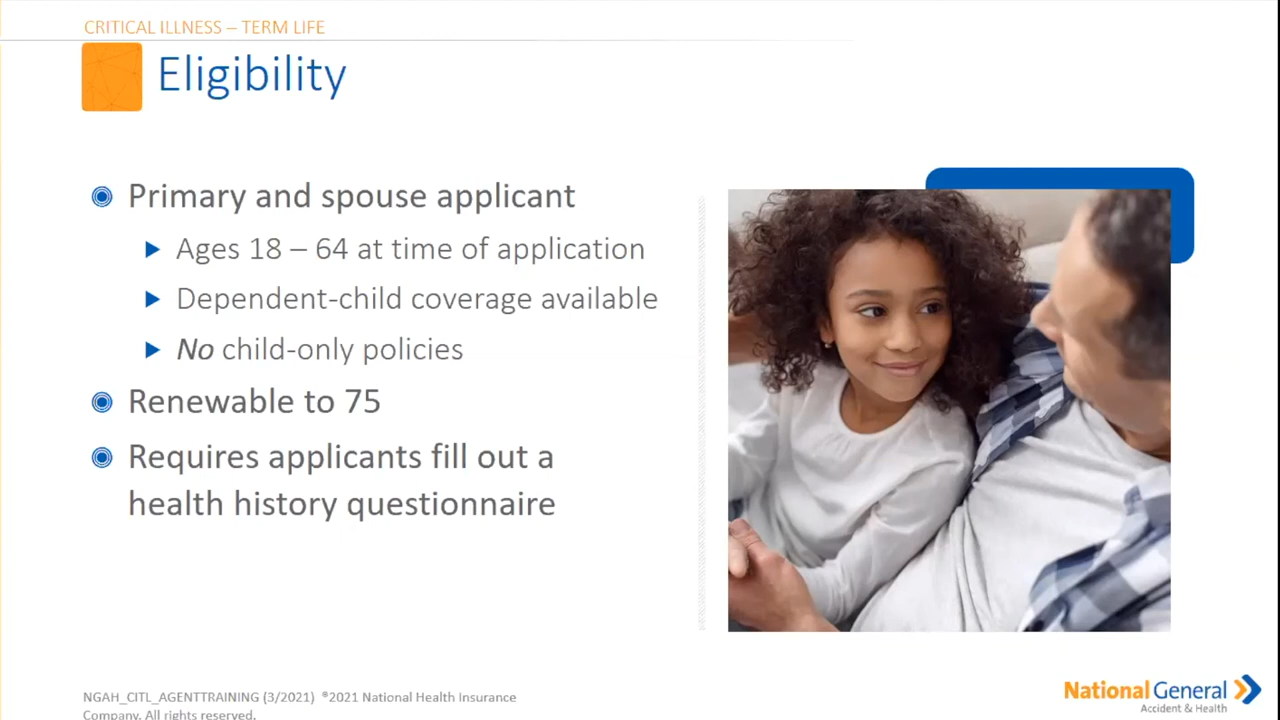 CRITICAL ILLNESS – TERM LIFE
Eligibility
Primary and spouse applicant
Ages 18 – 64 at time of application
Dependent-child coverage available
No child-only policies
Renewable to 75
Requires applicants fill out a
health history questionnaire
NGAH_CITL_AGENTTRAINING (3/2021) ®2021 National Health Insurance
Company. All rights reserved.
National General
Accident & Health